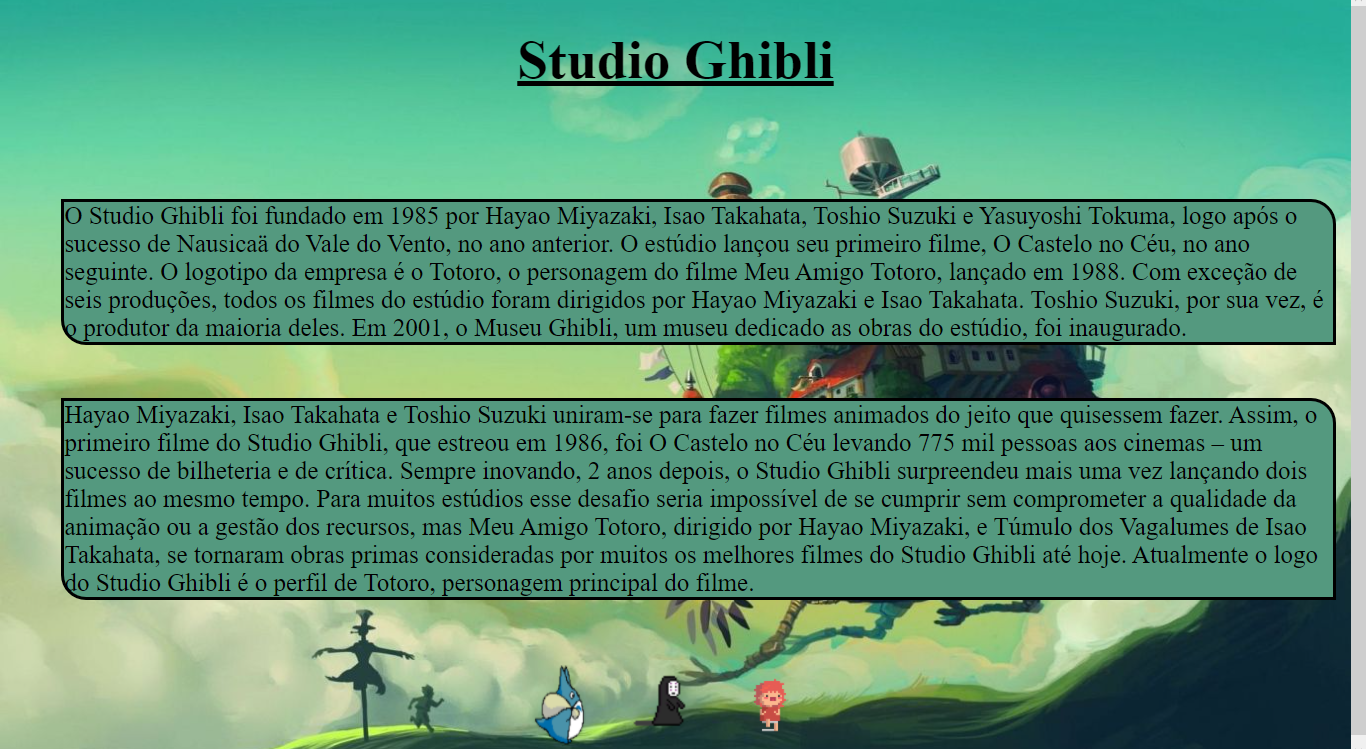 Studio Ghibli
O Studio Ghibli foi fundado em 1985 por Hayao Miyazaki, Isao Takahata, Toshio Suzuki e Yasuyoshi Tokuma, logo após o
sucesso de Nausicaä do Vale do Vento, no ano anterior. O estúdio lançou seu primeiro filme, O Castelo no Céu, no ano
seguinte. O logotipo da empresa é o Totoro, o personagem do filme Meu Amigo Totoro, lançado em 1988. Com exceção de
seis produções, todos os filmes do estúdio foram dirigidos por Hayao Miyazaki e Isao Takahata. Toshio Suzuki, por sua vez, é
o produtor da maioria deles. Em 2001, o Museu Ghibli, um museu dedicado as obras do estúdio, foi inaugurado.
Hayao Miyazaki, Isao Takahata e Toshio Suzuki uniram-se para fazer filmes animados do jeito que quisessem fazer. Assim, o
primeiro filme do Studio Ghibli, que estreou em 1986, foi O Castelo no Céu levando 775 mil pessoas aos cinemas – um
sucesso de bilheteria e de crítica. Sempre inovando, 2 anos depois, o Studio Ghibli surpreendeu mais uma vez lançando dois
filmes ao mesmo tempo. Para muitos estúdios esse desafio seria impossível de se cumprir sem comprometer a qualidade da
animação ou a gestão dos recursos, mas Meu Amigo Totoro, dirigido por Hayao Miyazaki, e Túmulo dos Vagalumes de Isao
Takahata, se tornaram obras primas consideradas por muitos os melhores filmes do Studio Ghibli até hoje. Atualmente o logo
do Studio Ghibli é o perfil de Totoro, personagem principal do filme.